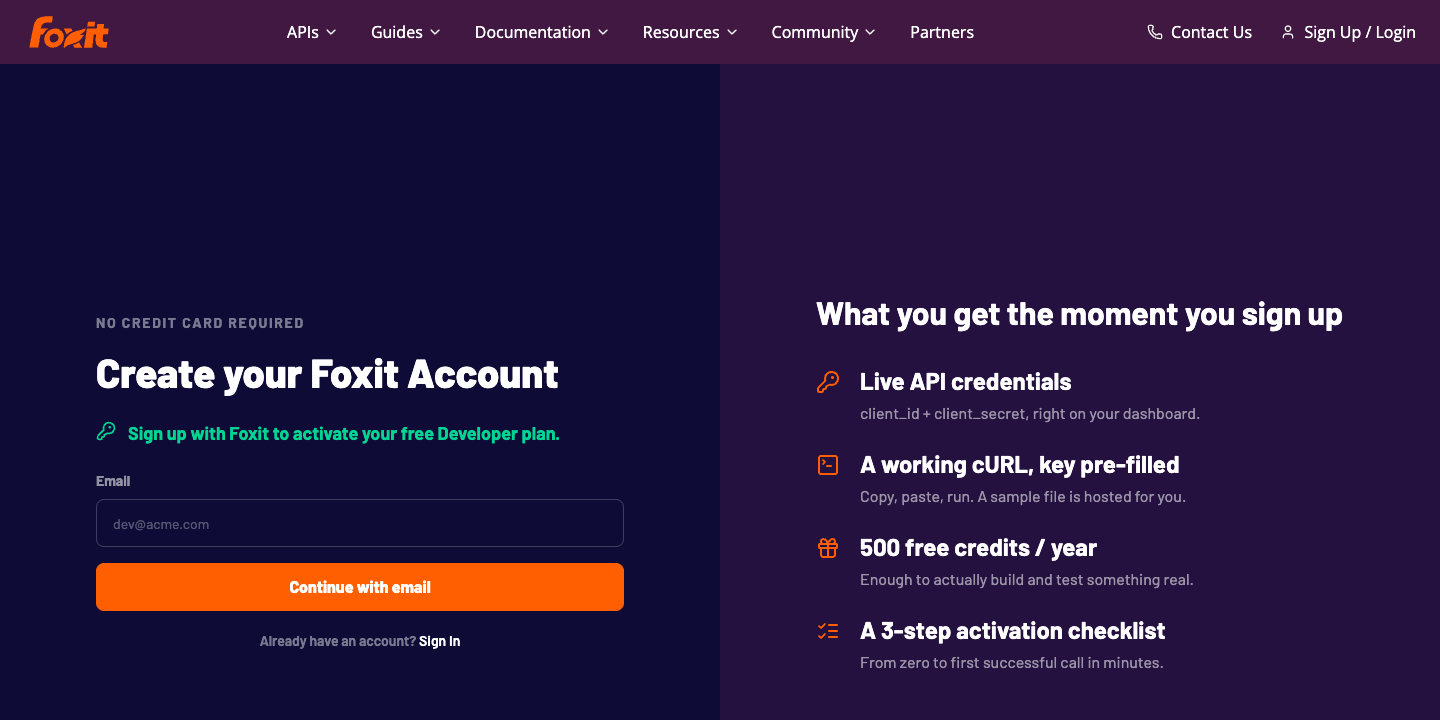 foxit
APIs
Guides
Documentation
Resources
Community
Partners
Contact Us
Sign Up / Login
NO CREDIT CARD REQUIRED
Create your Foxit Account
Sign up with Foxit to activate your free Developer plan.
Email
dev@acme.com
Continue with email
Already have an account? Sign In
What you get the moment you sign up
Live API credentials
client_id + client_secret, right on your dashboard.
A working cURL, key pre-filled
Copy, paste, run. A sample file is hosted for you.
500 free credits / year
Enough to actually build and test something real.
A 3-step activation checklist
From zero to first successful call in minutes.